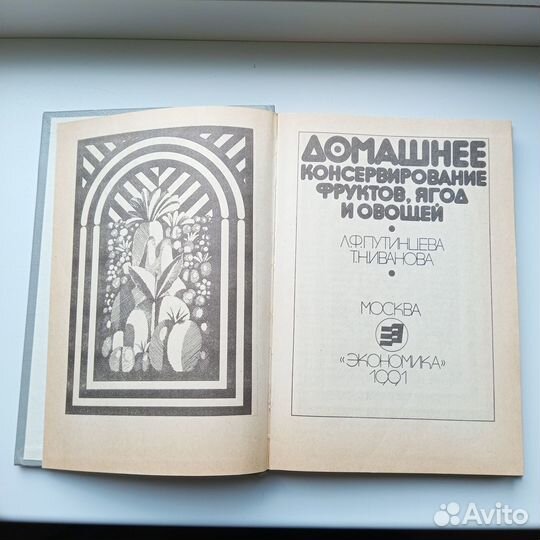 ДОМАШНЕЕ
КОНСЕРВИРОВАНИЕ
ФРУКТОВ, ЯГОД
И ОВОЩЕЙ
Л.Ф.ПУТИНЦЕВА
Т.Н.ИВАНОВА
МОСКВА
«ЭКОНОМИКА»
1991
Avito